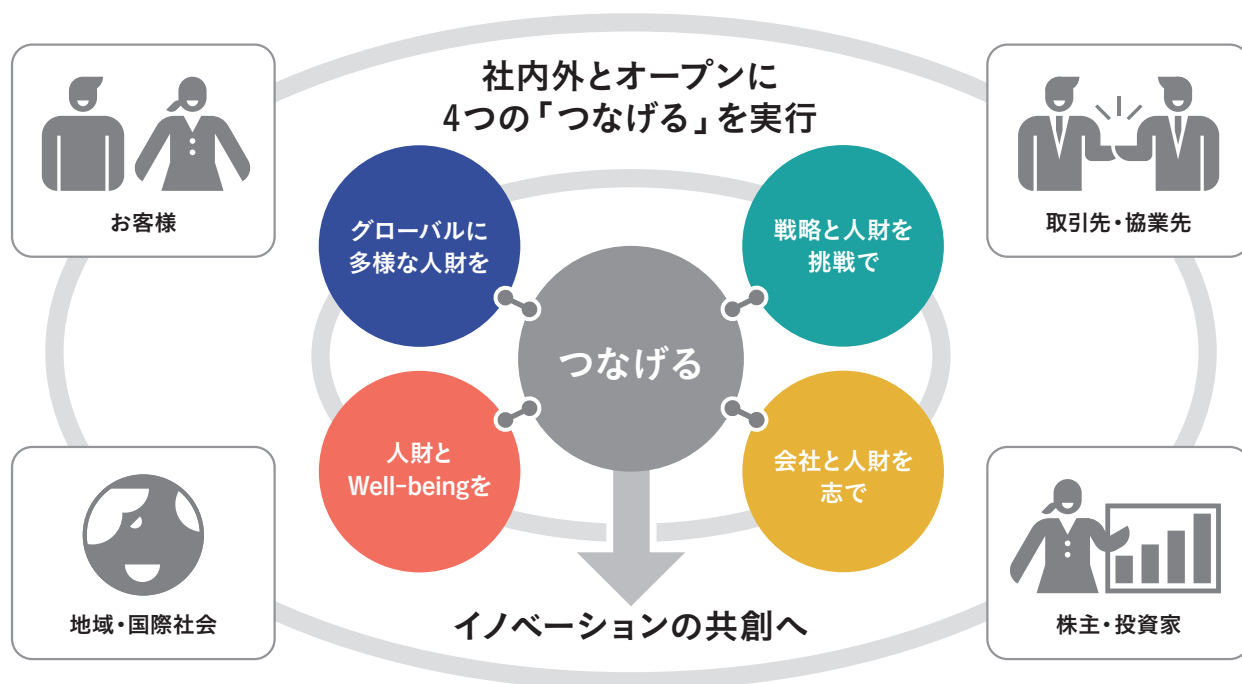 社内外とオープンに
4つの「つなげる」を実行
お客様
取引先・協業先
グローバルに
多様な人財を
戦略と人財を
挑戦で
つなげる
人財と
Well-beingを
会社と人財を
志で
地域・国際社会
株主・投資家
イノベーションの共創へ